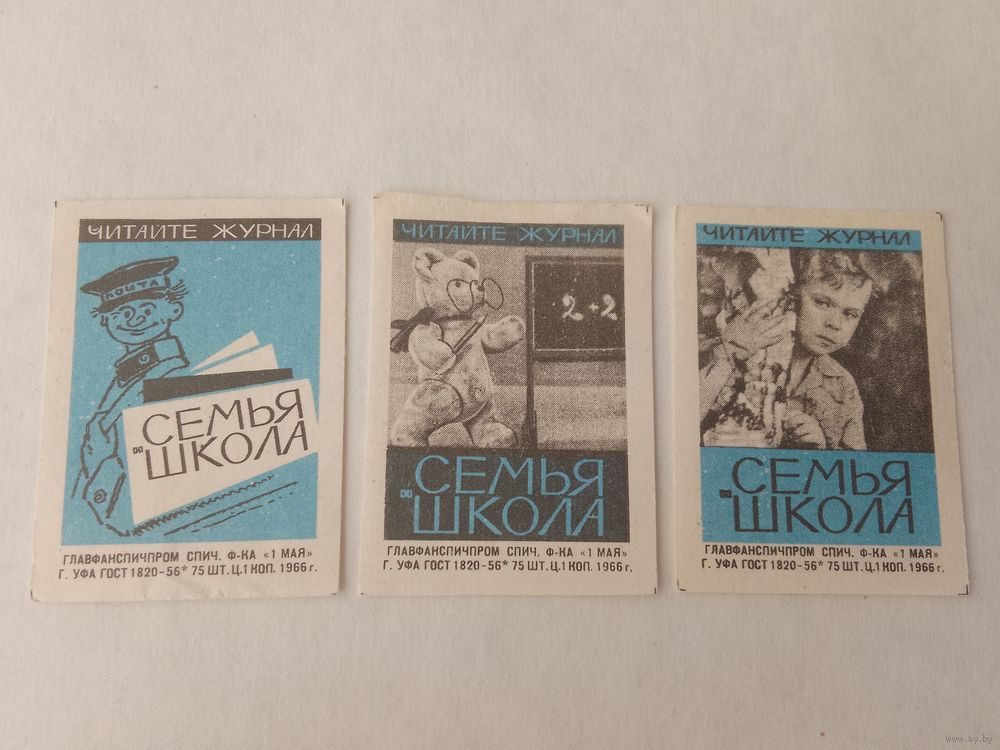 ЧИТАЙТЕ ЖУРНАЛ
ПОЧТА
СЕМЬЯ
И ШКОЛА
ГЛАВФАНСПИЧПРОМ СПИЧ. Ф-КА «1 МАЯ»
Г. УФА ГОСТ 1820-56* 75 ШТ. Ц.1 КОП. 1966 г.
ЧИТАЙТЕ ЖУРНАЛ
2+2
СЕМЬЯ
И ШКОЛА
ГЛАВФАНСПИЧПРОМ СПИЧ. Ф-КА «1 МАЯ»
Г. УФА ГОСТ 1820-56* 75 ШТ. Ц.1 КОП. 1966 г.
ЧИТАЙТЕ ЖУРНАЛ
СЕМЬЯ
И ШКОЛА
ГЛАВФАНСПИЧПРОМ СПИЧ. Ф-КА «1 МАЯ»
Г. УФА ГОСТ 1820-56* 75 ШТ. Ц.1 КОП. 1966 г.
www.ay.by